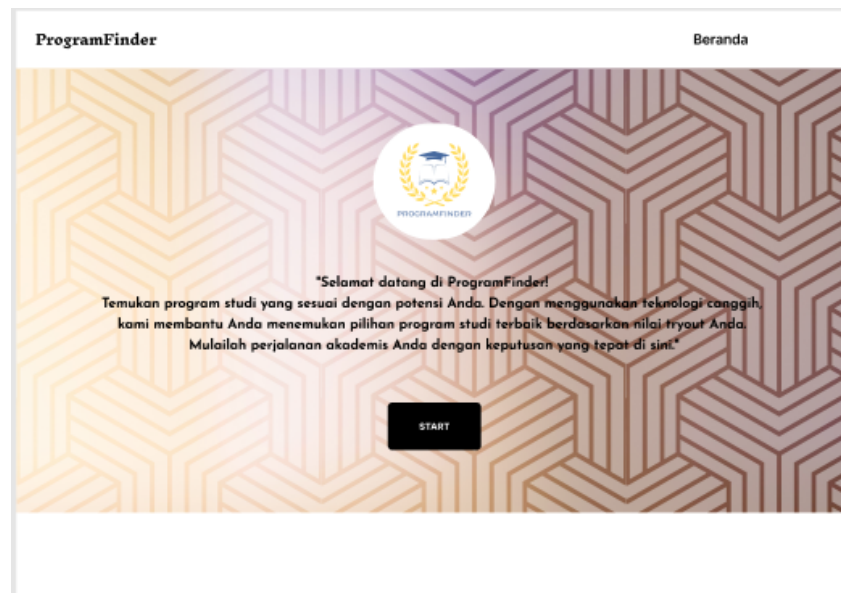 ProgramFinder
Beranda
PROGRAMFINDER
"Selamat datang di ProgramFinder!
Temukan program studi yang sesuai dengan potensi Anda. Dengan menggunakan teknologi canggih,
kami membantu Anda menemukan pilihan program studi terbaik berdasarkan nilai tryout Anda.
Mulailah perjalanan akademis Anda dengan keputusan yang tepat di sini."
START